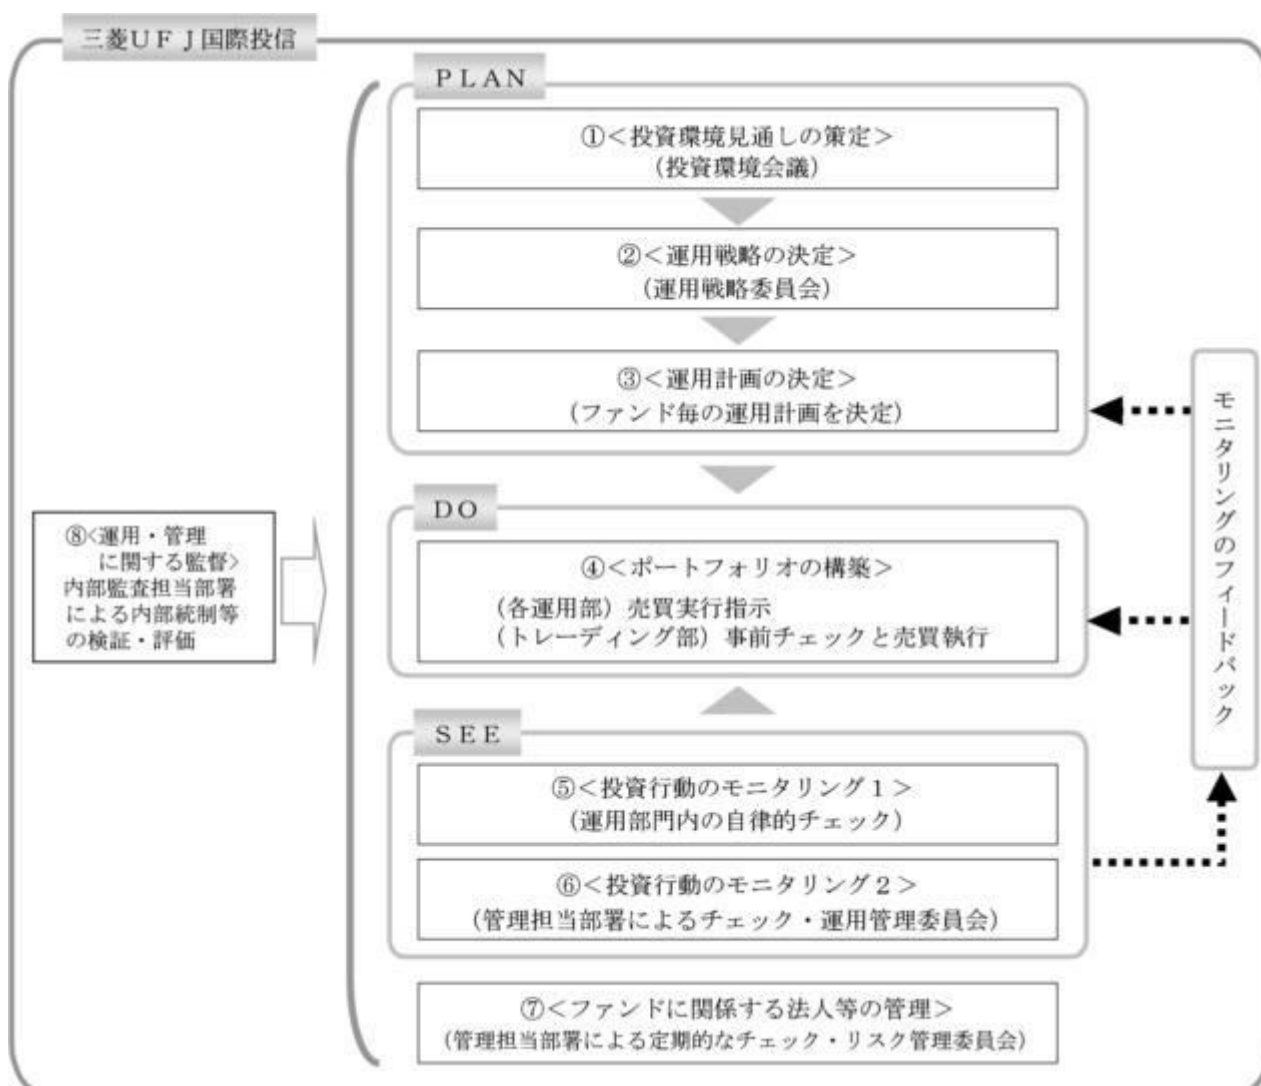 三菱UFJ国際投信
PLAN
①<投資環境見通しの策定>
(投資環境会議)
②<運用戦略の決定>
(運用戦略委員会)
③<運用計画の決定>
(ファンド毎の運用計画を決定)
DO
④<ポートフォリオの構築>
(各運用部)売買実行指示
(トレーディング部)事前チェックと売買執行
SEE
⑤<投資行動のモニタリング1>
(運用部門内の自律的チェック)
⑥<投資行動のモニタリング2>
(管理担当部署によるチェック・運用管理委員会)
⑦<ファンドに関係する法人等の管理>
(管理担当部署による定期的なチェック・リスク管理委員会)
⑧<運用・管理
に関する監督>
内部監査担当部署
による内部統制等
の検証・評価
モニタリングのフィードバック